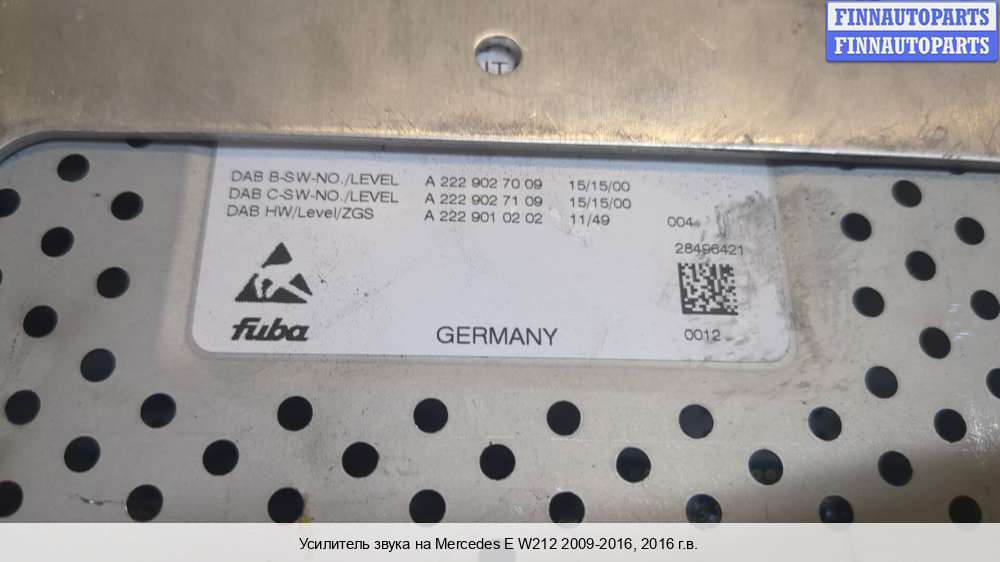 FINNAUTOPARTS
FINNAUTOPARTS
DAB B-SW-NO./LEVEL A 222 902 70 09 15/15/00
DAB C-SW-NO./LEVEL A 222 902 71 09 15/15/00
DAB HW/Level/ZGS A 222 901 02 02 11/49 004
28496421
fuba GERMANY 0012
Усилитель звука на Mercedes E W212 2009-2016, 2016 г.в.